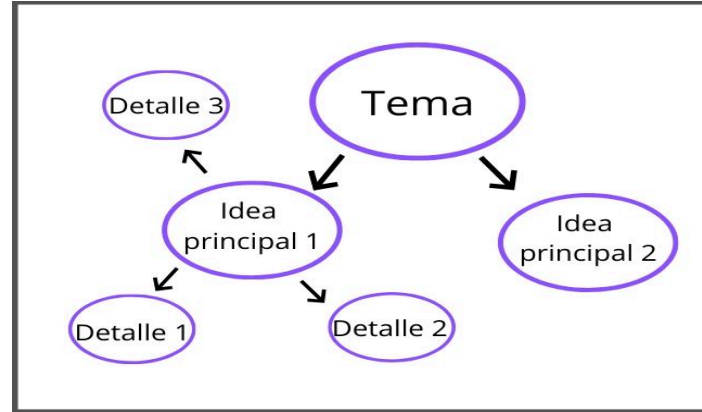 Tema
Detalle 3
Idea
principal 1
Idea
principal 2
Detalle 1
Detalle 2